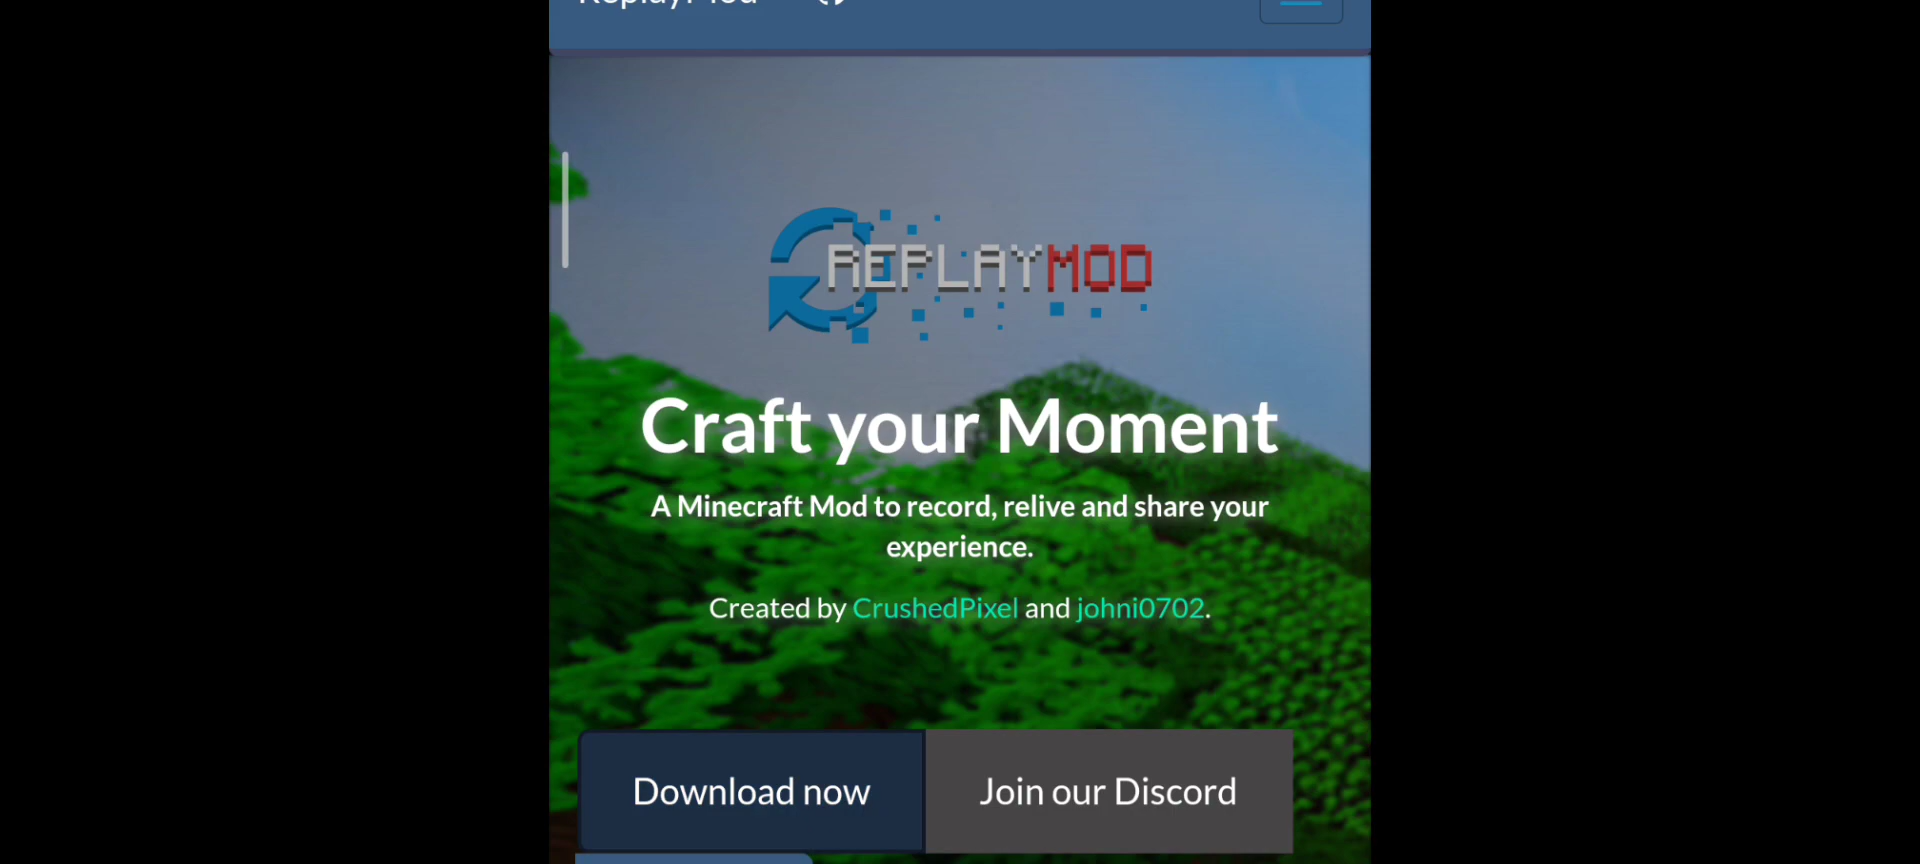 ReplayMod
REPLAYMOD
Craft your Moment
A Minecraft Mod to record, relive and share your
experience.
Created by CrushedPixel and johni0702.
Download now
Join our Discord